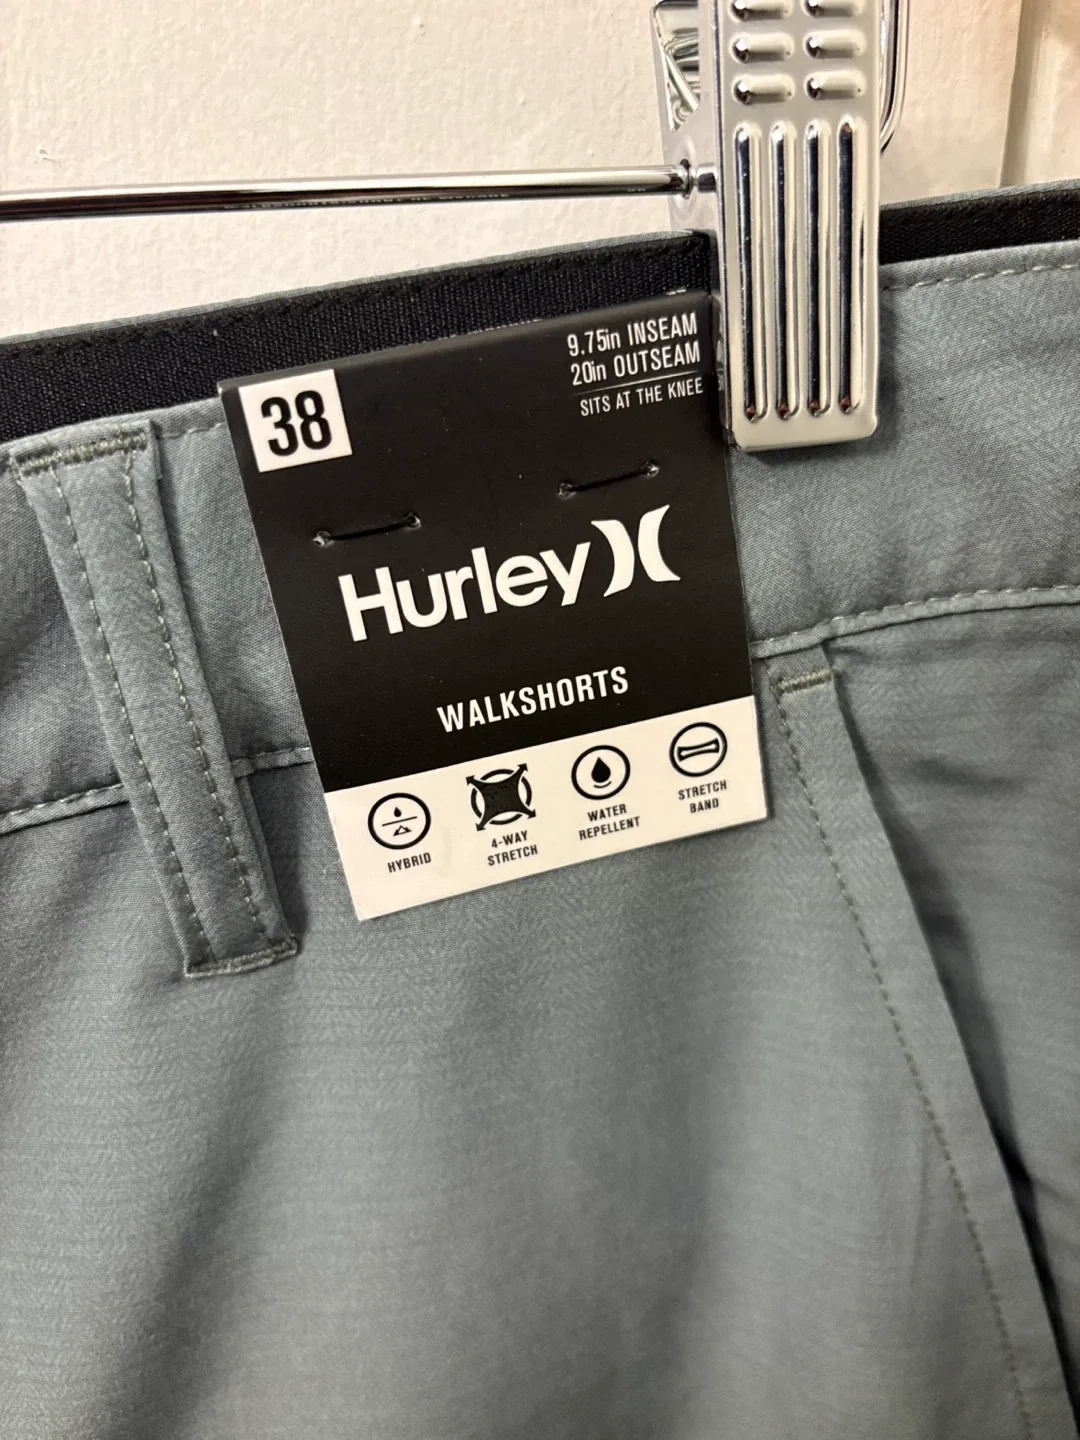 38
9.75in INSEAM
20in OUTSEAM
SITS AT THE KNEE
Hurley
WALKSHORTS
HYBRID
4-WAY
STRETCH
WATER
REPELLENT
STRETCH
BAND